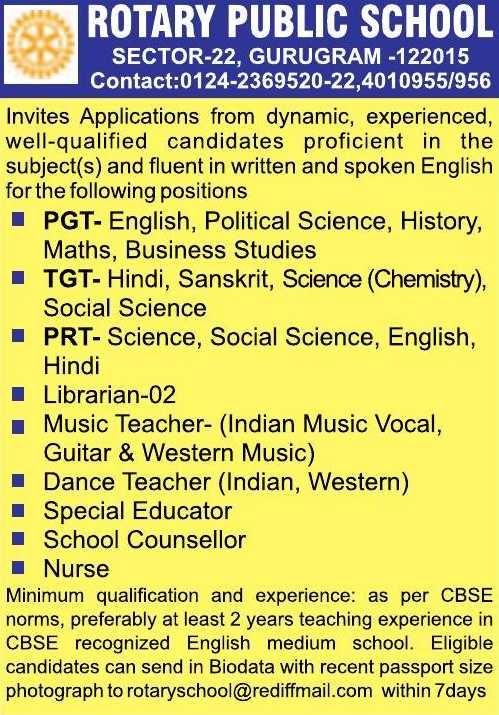 ROTARY PUBLIC SCHOOL
SECTOR-22, GURUGRAM -122015
Contact:0124-2369520-22,4010955/956
Invites Applications from dynamic, experienced,
well-qualified candidates proficient in the
subject(s) and fluent in written and spoken English
for the following positions
PGT- English, Political Science, History,
Maths, Business Studies
TGT- Hindi, Sanskrit, Science (Chemistry),
Social Science
PRT- Science, Social Science, English,
Hindi
Librarian-02
Music Teacher- (Indian Music Vocal,
Guitar & Western Music)
Dance Teacher (Indian, Western)
Special Educator
School Counsellor
Nurse
Minimum qualification and experience: as per CBSE
norms, preferably at least 2 years teaching experience in
CBSE recognized English medium school. Eligible
candidates can send in Biodata with recent passport size
photograph to rotaryschool@rediffmail.com within 7days